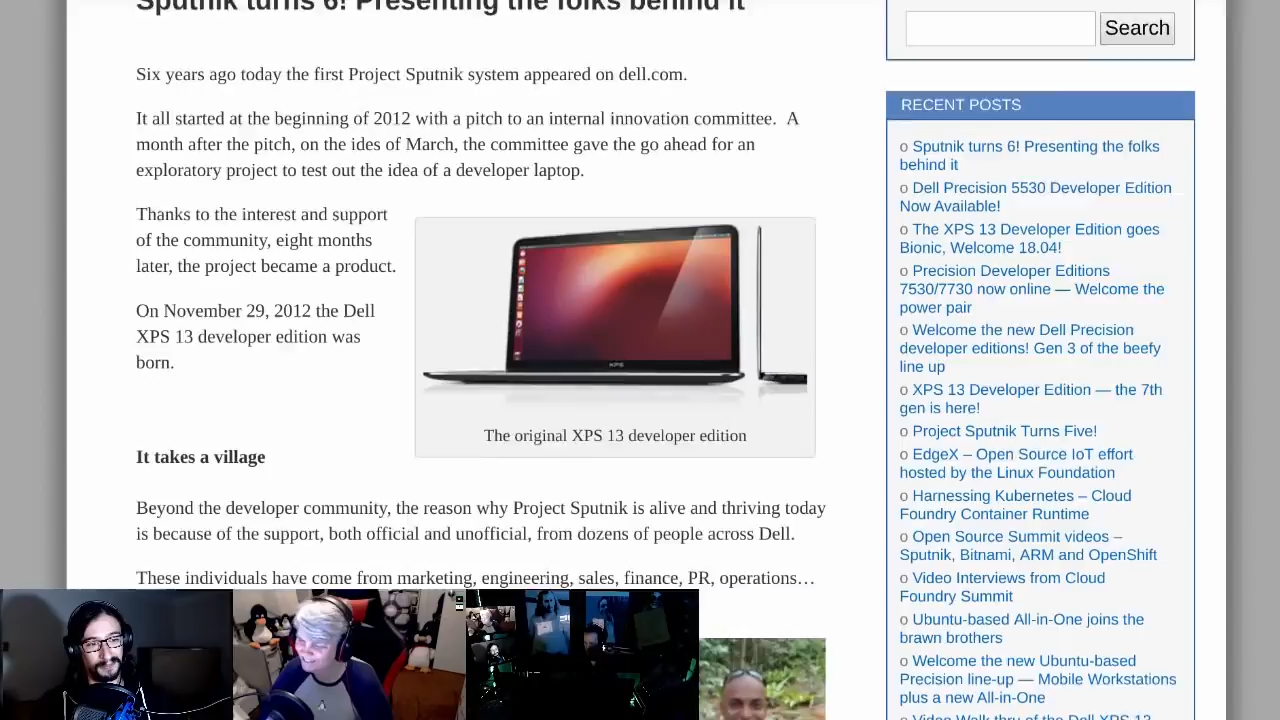 Sputnik turns 6! Presenting the folks behind it
Six years ago today the first Project Sputnik system appeared on dell.com.
It all started at the beginning of 2012 with a pitch to an internal innovation committee.  A
month after the pitch, on the ides of March, the committee gave the go ahead for an
exploratory project to test out the idea of a developer laptop.
Thanks to the interest and support
of the community, eight months
later, the project became a product.
On November 29, 2012 the Dell
XPS 13 developer edition was
born.
XPS
The original XPS 13 developer edition
It takes a village
Beyond the developer community, the reason why Project Sputnik is alive and thriving today
is because of the support, both official and unofficial, from dozens of people across Dell.
These individuals have come from marketing, engineering, sales, finance, PR, operations…
Search
RECENT POSTS
o Sputnik turns 6! Presenting the folks
behind it
o Dell Precision 5530 Developer Edition
Now Available!
o The XPS 13 Developer Edition goes
Bionic, Welcome 18.04!
o Precision Developer Editions
7530/7730 now online — Welcome the
power pair
o Welcome the new Dell Precision
developer editions! Gen 3 of the beefy
line up
o XPS 13 Developer Edition — the 7th
gen is here!
o Project Sputnik Turns Five!
o EdgeX – Open Source IoT effort
hosted by the Linux Foundation
o Harnessing Kubernetes – Cloud
Foundry Container Runtime
o Open Source Summit videos –
Sputnik, Bitnami, ARM and OpenShift
o Video Interviews from Cloud
Foundry Summit
o Ubuntu-based All-in-One joins the
brawn brothers
o Welcome the new Ubuntu-based
Precision line-up — Mobile Workstations
plus a new All-in-One
o Video Walk thru of the Dell XPS 13